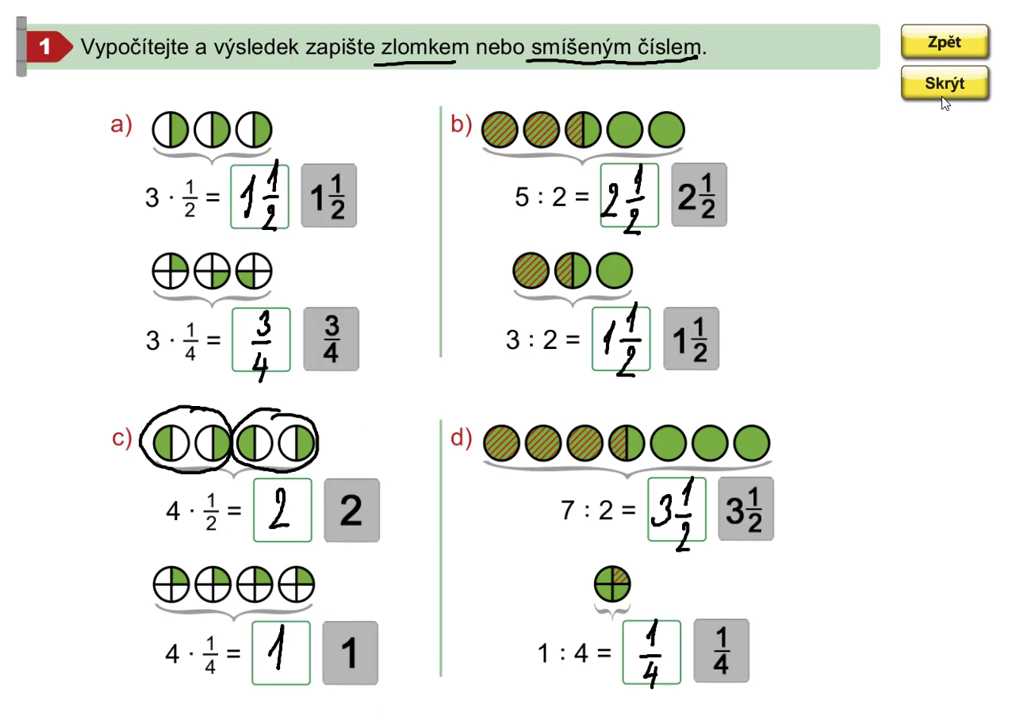 1 Vypočítejte a výsledek zapište zlomkem nebo smíšeným číslem.
Zpět
Skrýt
a)
3 · 1/2 = 1 1/2 1 1/2
3 · 1/4 = 3/4 3/4
b)
5 : 2 = 2 1/2 2 1/2
3 : 2 = 1 1/2 1 1/2
c)
4 · 1/2 = 2 2
4 · 1/4 = 1 1
d)
7 : 2 = 3 1/2 3 1/2
1 : 4 = 1/4 1/4